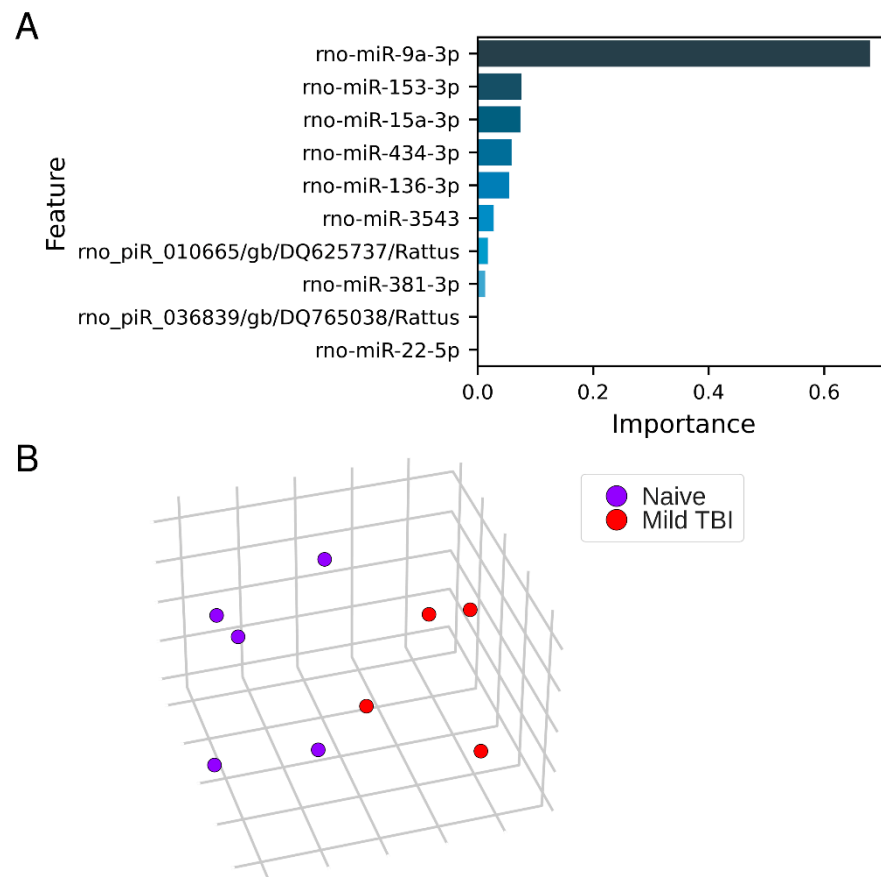 A
rno-miR-9a-3p
rno-miR-153-3p
rno-miR-15a-3p
rno-miR-434-3p
rno-miR-136-3p
rno-miR-3543
rno_piR_010665/gb/DQ625737/Rattus
rno-miR-381-3p
rno_piR_036839/gb/DQ765038/Rattus
rno-miR-22-5p
Feature
0.0 0.2 0.4 0.6
Importance
B
Naive
Mild TBI